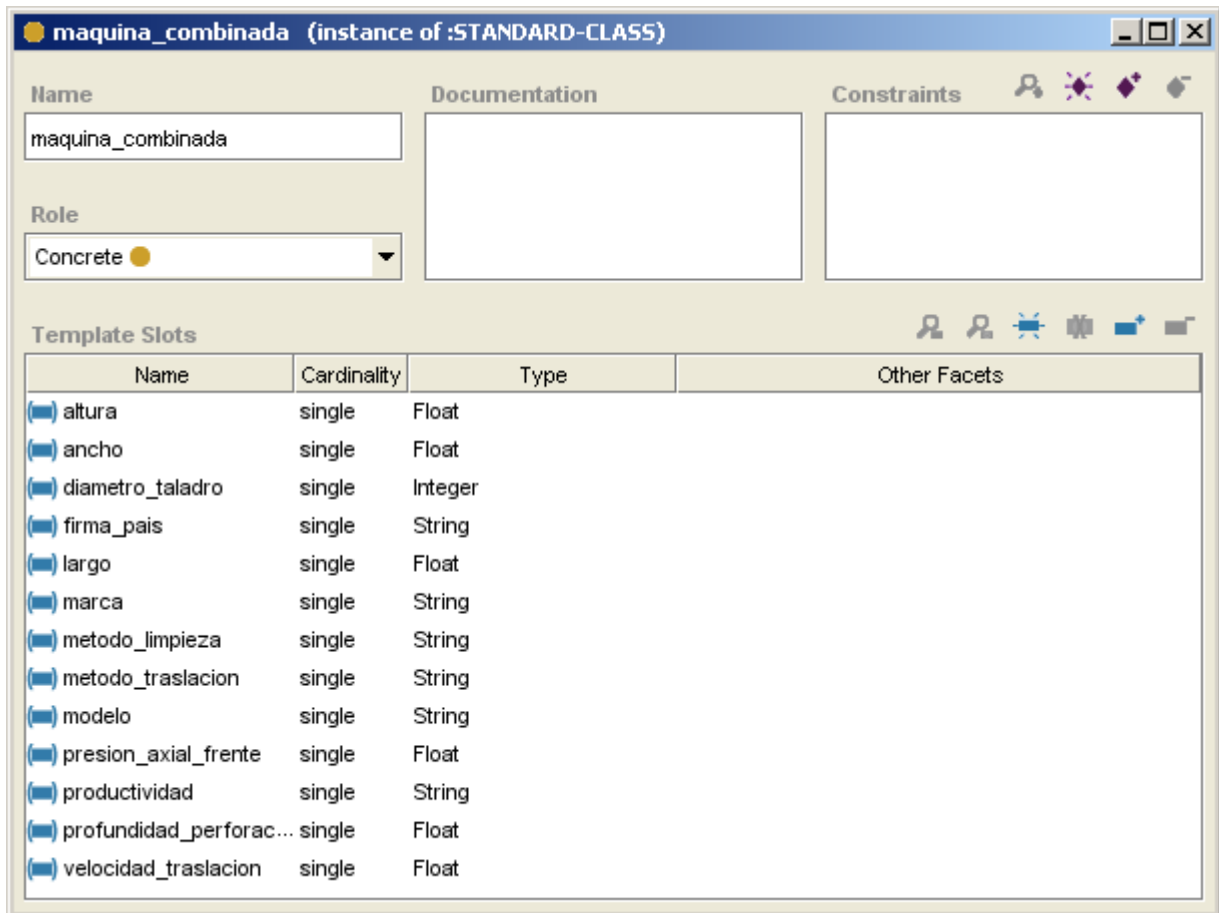 maquina_combinada (instance of :STANDARD-CLASS)
Name Documentation Constraints
maquina_combinada
Role
Concrete
Template Slots
Name Cardinality Type Other Facets
altura single Float
ancho single Float
diametro_taladro single Integer
firma_pais single String
largo single Float
marca single String
metodo_limpieza single String
metodo_traslacion single String
modelo single String
presion_axial_frente single Float
productividad single String
profundidad_perforac... single Float
velocidad_traslacion single Float